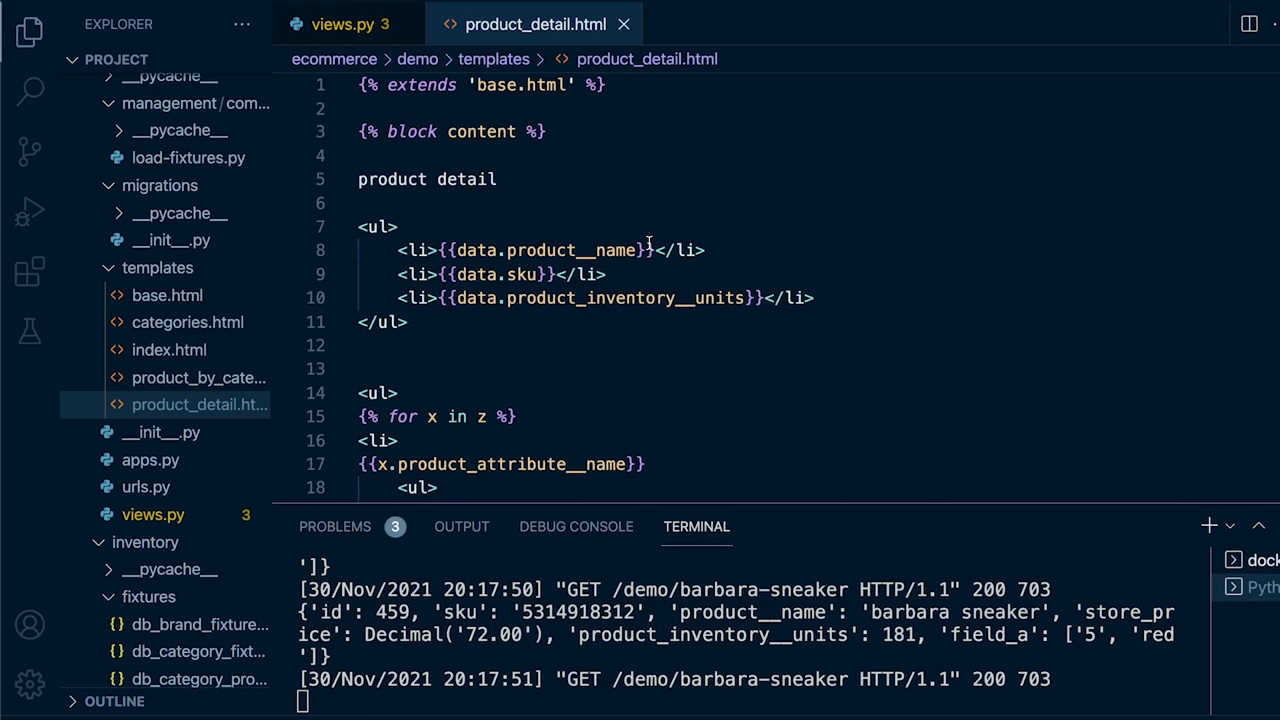 EXPLORER
PROJECT
__pycache__
management/com...
__pycache__
load-fixtures.py
migrations
__pycache__
__init__.py
templates
base.html
categories.html
index.html
product_by_cate...
product_detail.ht...
__init__.py
apps.py
urls.py
views.py 3
inventory
__pycache__
fixtures
db_brand_fixture...
db_category_fixt...
db_category_pro...
OUTLINE
views.py 3 product_detail.html
ecommerce > demo > templates > product_detail.html
1 {% extends 'base.html' %}
2
3 {% block content %}
4
5 product detail
6
7 <ul>
8 <li>{{data.product__name}}</li>
9 <li>{{data.sku}}</li>
10 <li>{{data.product_inventory__units}}</li>
11 </ul>
12
13
14 <ul>
15 {% for x in z %}
16 <li>
17 {{x.product_attribute__name}}
18 <ul>
PROBLEMS 3 OUTPUT DEBUG CONSOLE TERMINAL
']}
[30/Nov/2021 20:17:50] "GET /demo/barbara-sneaker HTTP/1.1" 200 703
{'id': 459, 'sku': '5314918312', 'product__name': 'barbara sneaker', 'store_pr
ice': Decimal('72.00'), 'product_inventory__units': 181, 'field_a': ['5', 'red
']}
[30/Nov/2021 20:17:51] "GET /demo/barbara-sneaker HTTP/1.1" 200 703
dock
Pyth